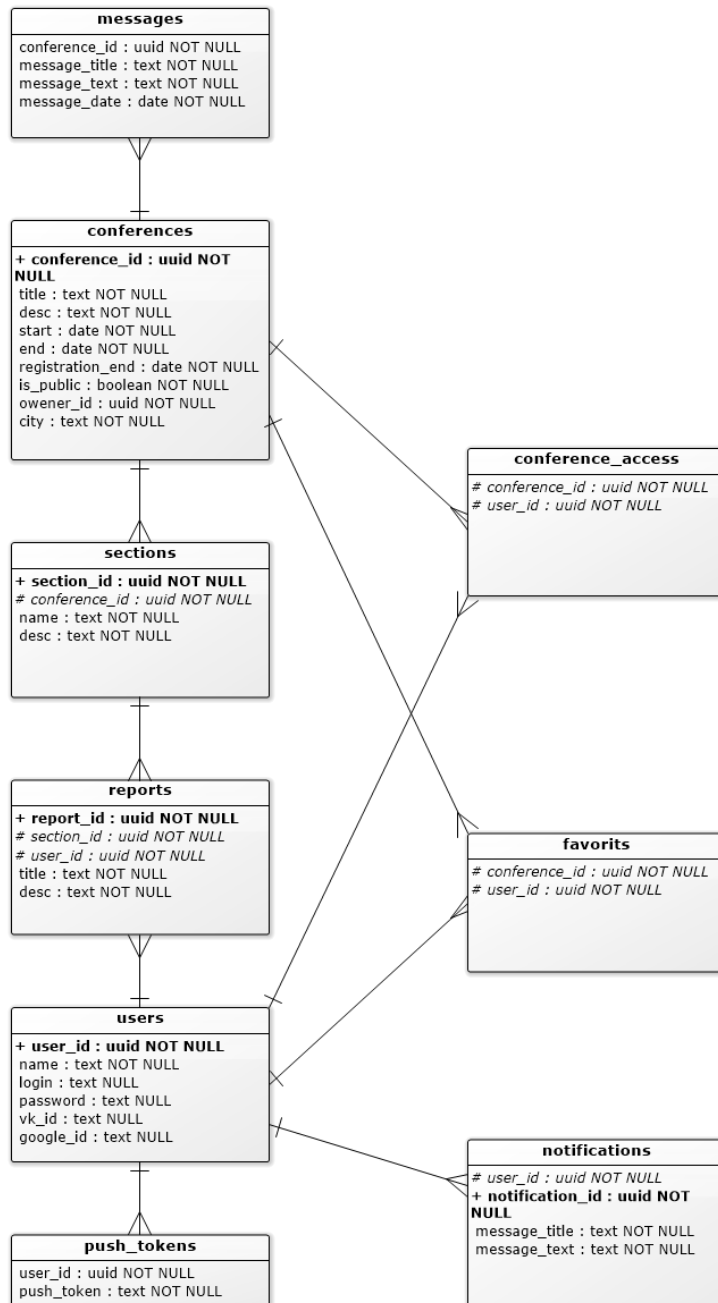 messages
conference_id : uuid NOT NULL
message_title : text NOT NULL
message_text : text NOT NULL
message_date : date NOT NULL
conferences
+ conference_id : uuid NOT
NULL
title : text NOT NULL
desc : text NOT NULL
start : date NOT NULL
end : date NOT NULL
registration_end : date NOT NULL
is_public : boolean NOT NULL
owener_id : uuid NOT NULL
city : text NOT NULL
conference_access
# conference_id : uuid NOT NULL
# user_id : uuid NOT NULL
sections
+ section_id : uuid NOT NULL
# conference_id : uuid NOT NULL
name : text NOT NULL
desc : text NOT NULL
reports
+ report_id : uuid NOT NULL
# section_id : uuid NOT NULL
# user_id : uuid NOT NULL
title : text NOT NULL
desc : text NOT NULL
favorits
# conference_id : uuid NOT NULL
# user_id : uuid NOT NULL
users
+ user_id : uuid NOT NULL
name : text NOT NULL
login : text NULL
password : text NULL
vk_id : text NULL
google_id : text NULL
notifications
# user_id : uuid NOT NULL
+ notification_id : uuid NOT
NULL
message_title : text NOT NULL
message_text : text NOT NULL
push_tokens
user_id : uuid NOT NULL
push_token : text NOT NULL